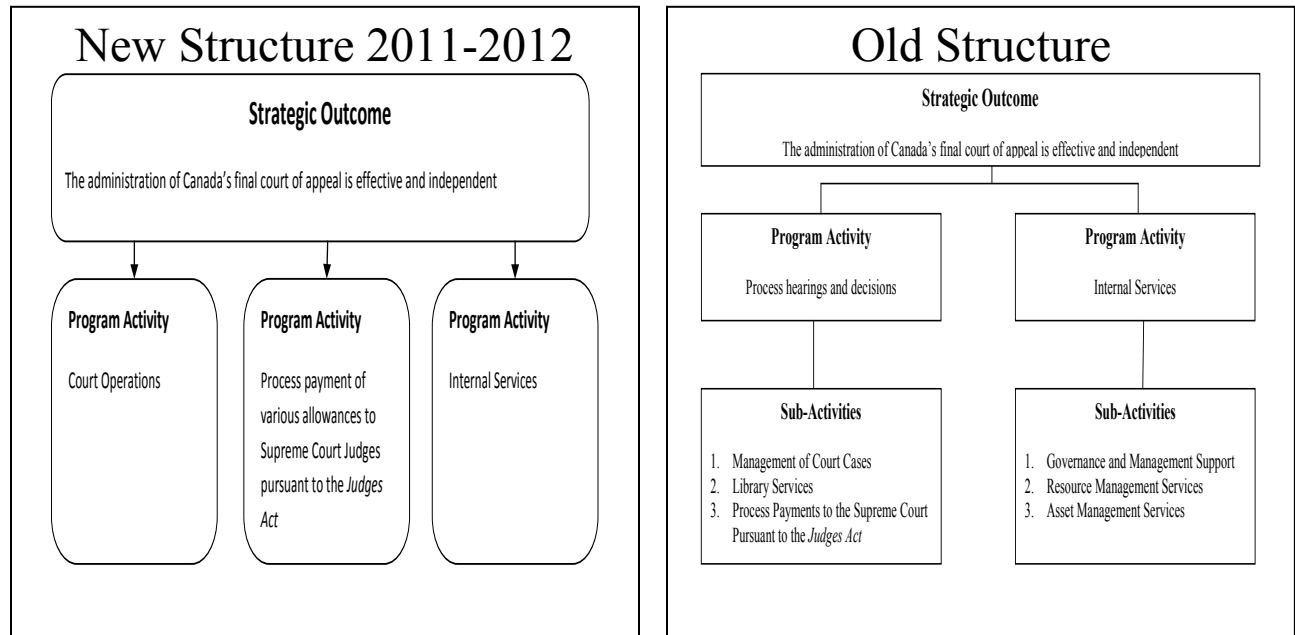 New Structure 2011-2012
Strategic Outcome
The administration of Canada's final court of appeal is effective and independent
Program Activity
Court Operations
Program Activity
Process payment of
various allowances to
Supreme Court Judges
pursuant to the Judges
Act
Program Activity
Internal Services
Old Structure
Strategic Outcome
The administration of Canada's final court of appeal is effective and independent
Program Activity
Process hearings and decisions
Program Activity
Internal Services
Sub-Activities
1. Management of Court Cases
2. Library Services
3. Process Payments to the Supreme Court
Pursuant to the Judges Act
Sub-Activities
1. Governance and Management Support
2. Resource Management Services
3. Asset Management Services